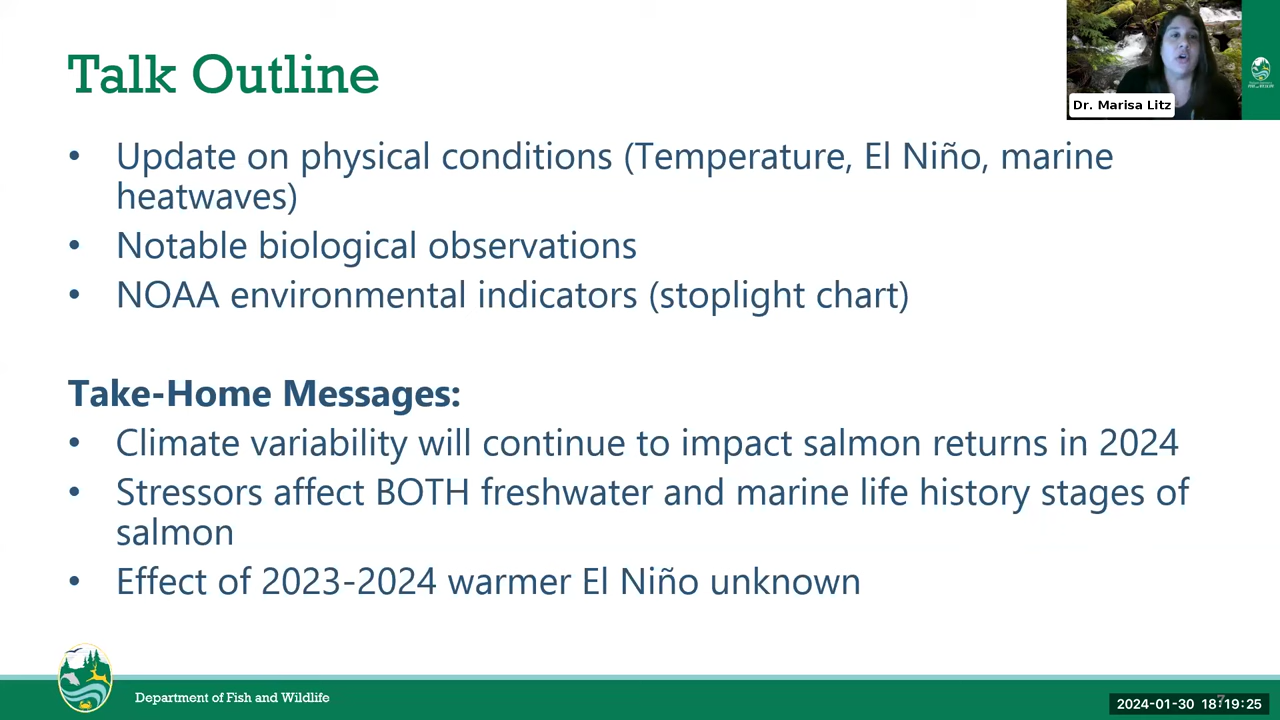 Talk Outline
Dr. Marisa Litz
• Update on physical conditions (Temperature, El Niño, marine
heatwaves)
• Notable biological observations
• NOAA environmental indicators (stoplight chart)
Take-Home Messages:
• Climate variability will continue to impact salmon returns in 2024
• Stressors affect BOTH freshwater and marine life history stages of
salmon
• Effect of 2023-2024 warmer El Niño unknown
Department of Fish and Wildlife
7
2024-01-30 18:19:25